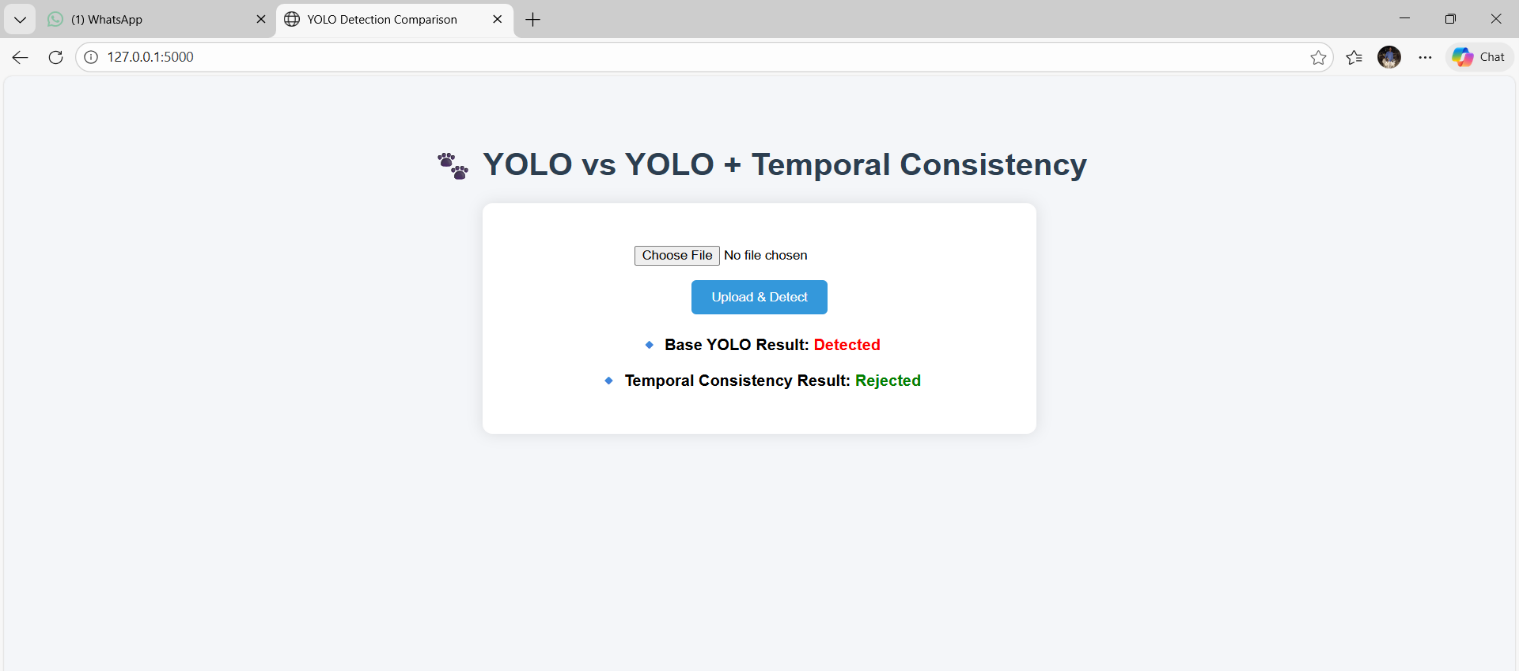 (1) WhatsApp
YOLO Detection Comparison
127.0.0.1:5000
Chat
YOLO vs YOLO + Temporal Consistency
Choose File No file chosen
Upload & Detect
Base YOLO Result: Detected
Temporal Consistency Result: Rejected